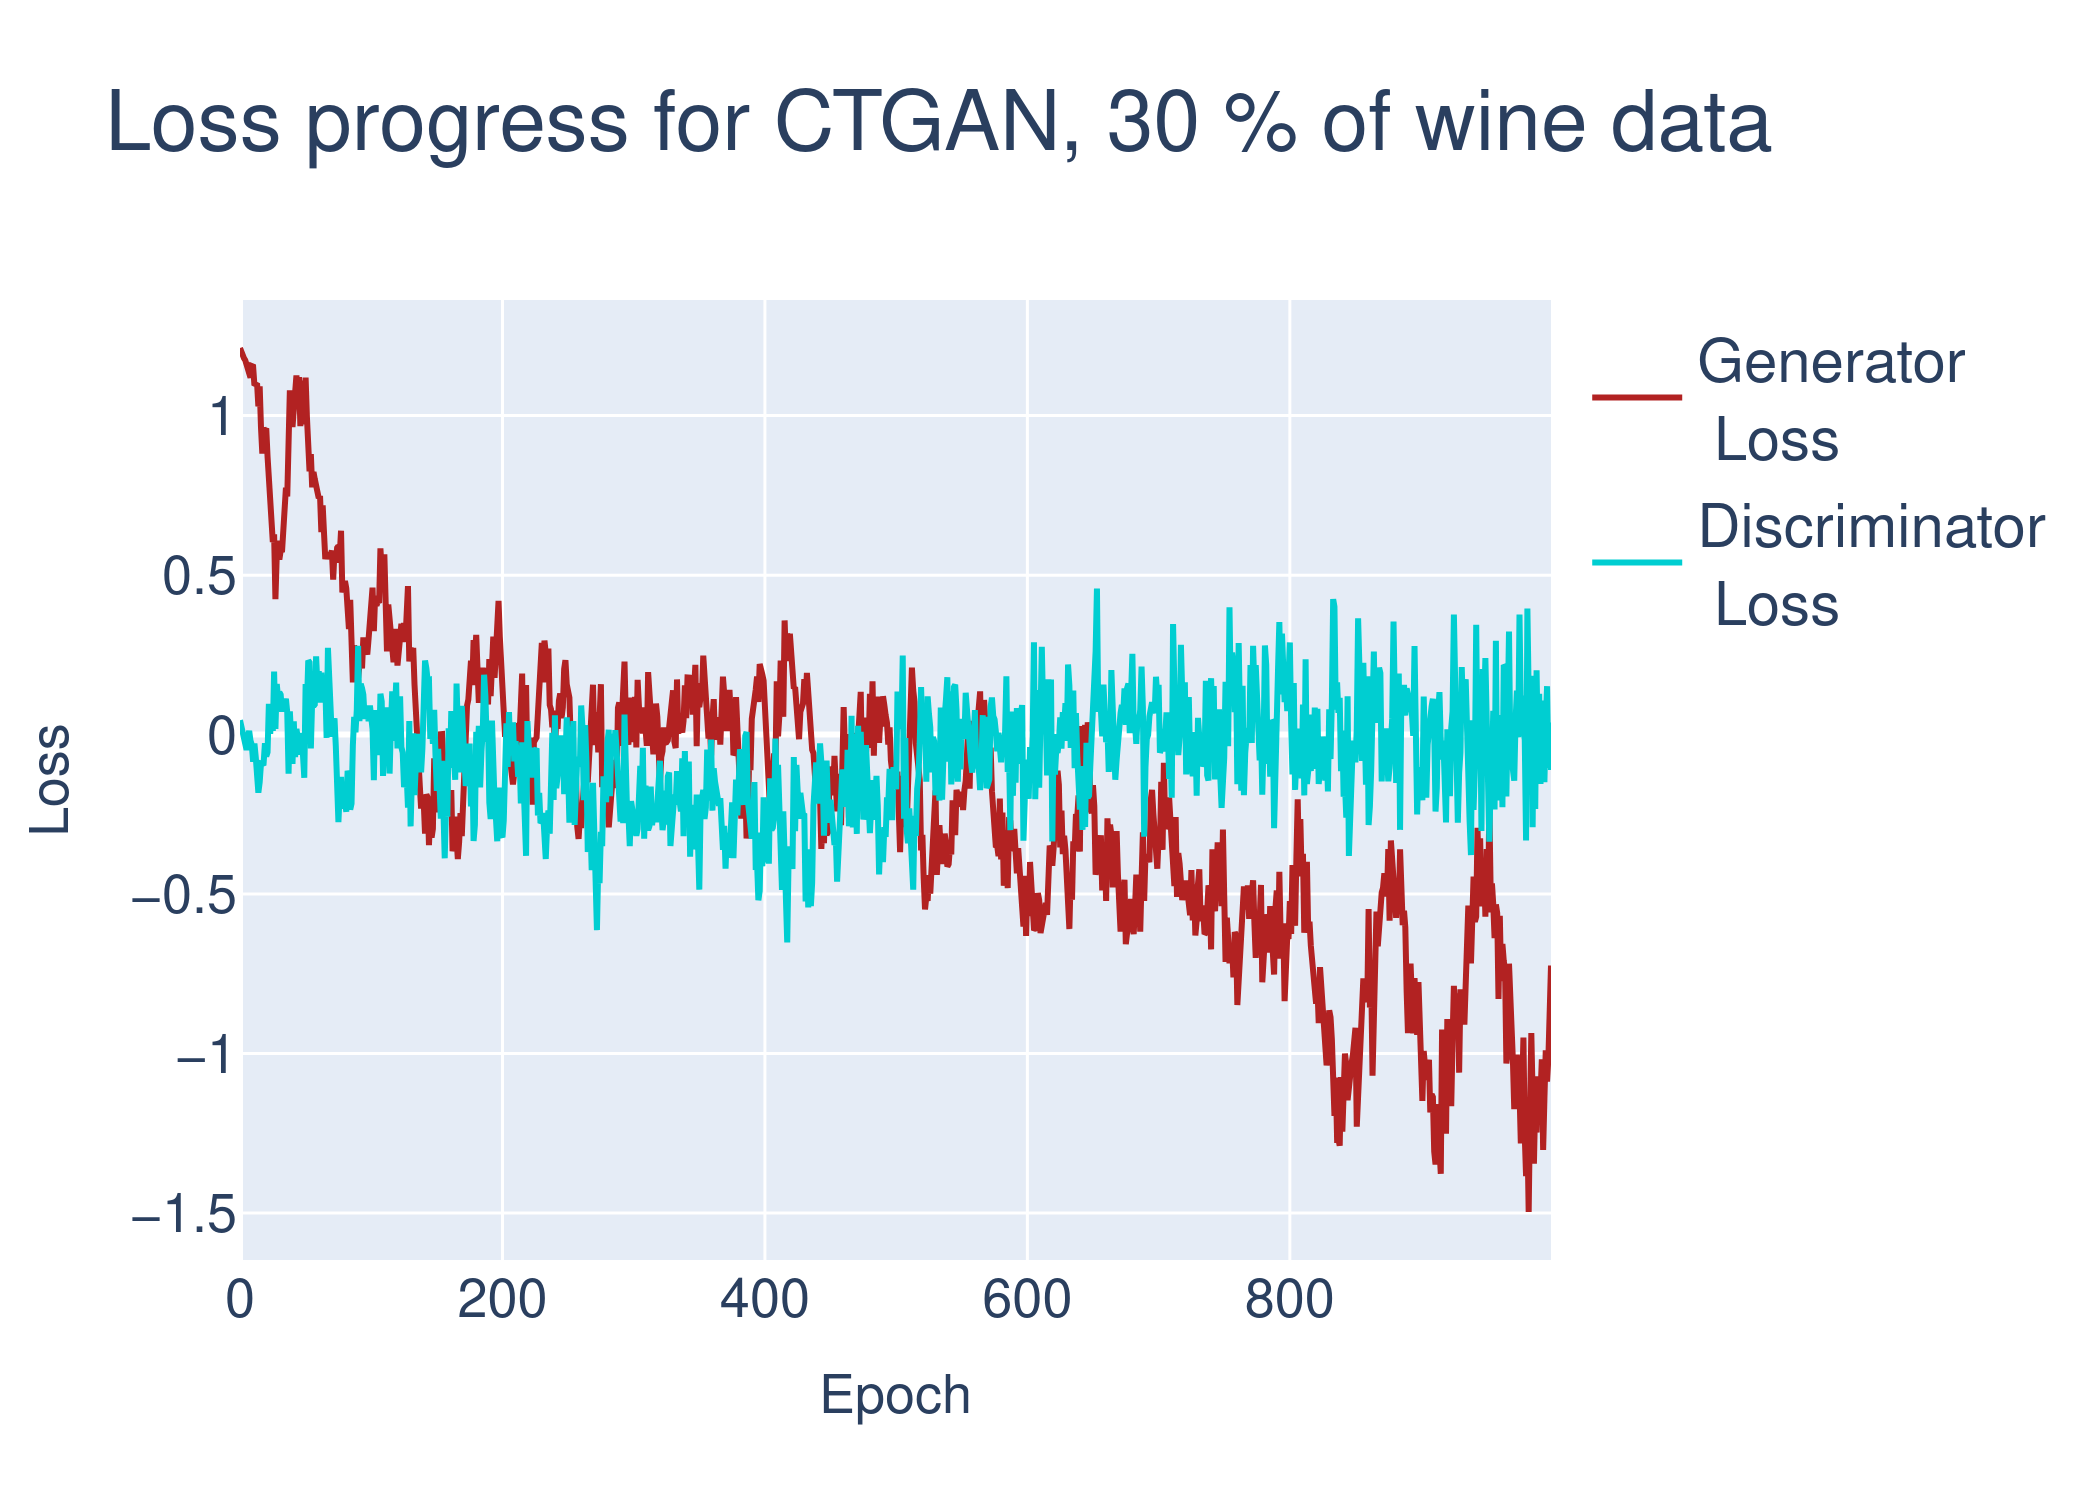 Loss progress for CTGAN, 30 % of wine data
Generator
Loss
Discriminator
Loss
1
0.5
0
−0.5
−1
−1.5
Loss
0 200 400 600 800
Epoch